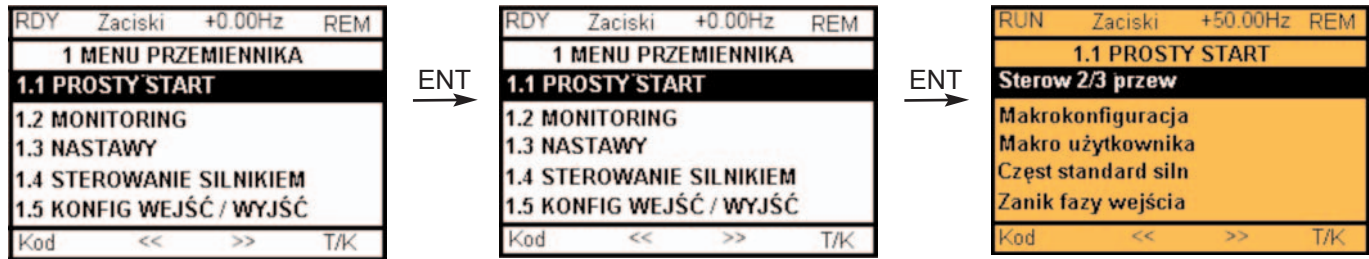 RDY Zaciski +0.00Hz REM
1 MENU PRZEMIENNIKA
1.1 PROSTY START
1.2 MONITORING
1.3 NASTAWY
1.4 STEROWANIE SILNIKIEM
1.5 KONFIG WEJŚĆ / WYJŚĆ
Kod << >> T/K
ENT
RDY Zaciski +0.00Hz REM
1 MENU PRZEMIENNIKA
1.1 PROSTY START
1.2 MONITORING
1.3 NASTAWY
1.4 STEROWANIE SILNIKIEM
1.5 KONFIG WEJŚĆ / WYJŚĆ
Kod << >> T/K
ENT
RUN Zaciski +50.00Hz REM
1.1 PROSTY START
Sterow 2/3 przew
Makrokonfiguracja
Makro użytkownika
Częst standard siln
Zanik fazy wejścia
Kod << >> T/K